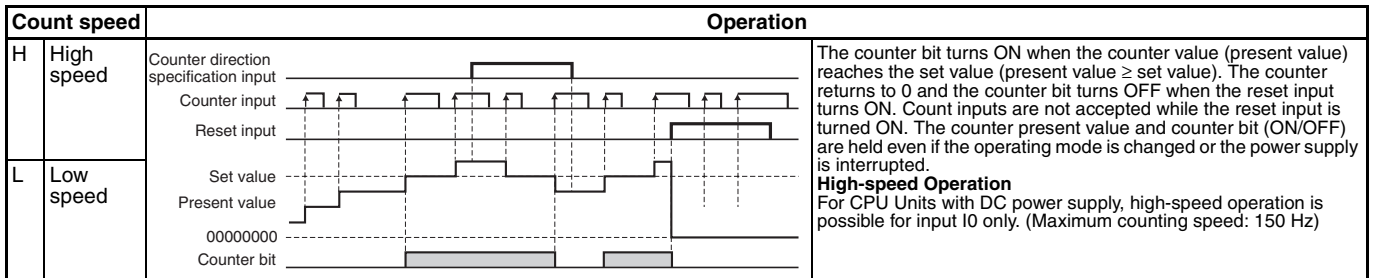 Count speed
Operation
H
High
speed
Counter direction
specification input
Counter input
Reset input
L
Low
speed
Set value
Present value
00000000
Counter bit
The counter bit turns ON when the counter value (present value)
reaches the set value (present value ≥ set value). The counter
returns to 0 and the counter bit turns OFF when the reset input
turns ON. Count inputs are not accepted while the reset input is
turned ON. The counter present value and counter bit (ON/OFF)
are held even if the operating mode is changed or the power supply
is interrupted.
High-speed Operation
For CPU Units with DC power supply, high-speed operation is
possible for input I0 only. (Maximum counting speed: 150 Hz)